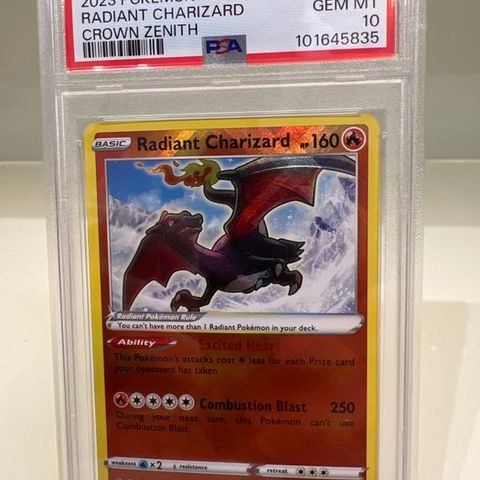 2023 POKEMON
RADIANT CHARIZARD GEM MT
CROWN ZENITH 10
PSA 101645835
BASIC Radiant Charizard HP 160
Radiant Pokémon Rule
You can't have more than 1 Radiant Pokémon in your deck.
Ability Excited Heart
This Pokémon's attacks cost less for each Prize card
your opponent has taken.
Combustion Blast 250
During your next turn, this Pokémon can't use
Combustion Blast.
weakness ×2 resistance retreat